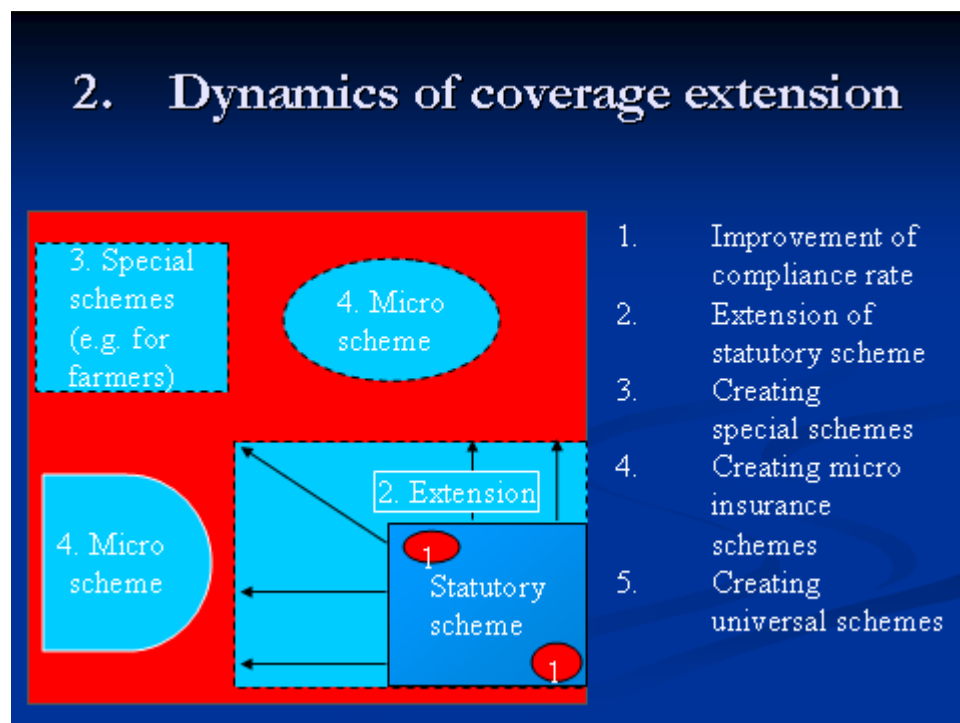 2. Dynamics of coverage extension
3. Special
schemes
(e.g. for
farmers)
4. Micro
scheme
2. Extension
4. Micro
scheme
1
Statutory
scheme
1
1. Improvement of
compliance rate
2. Extension of
statutory scheme
3. Creating
special schemes
4. Creating micro
insurance
schemes
5. Creating
universal schemes